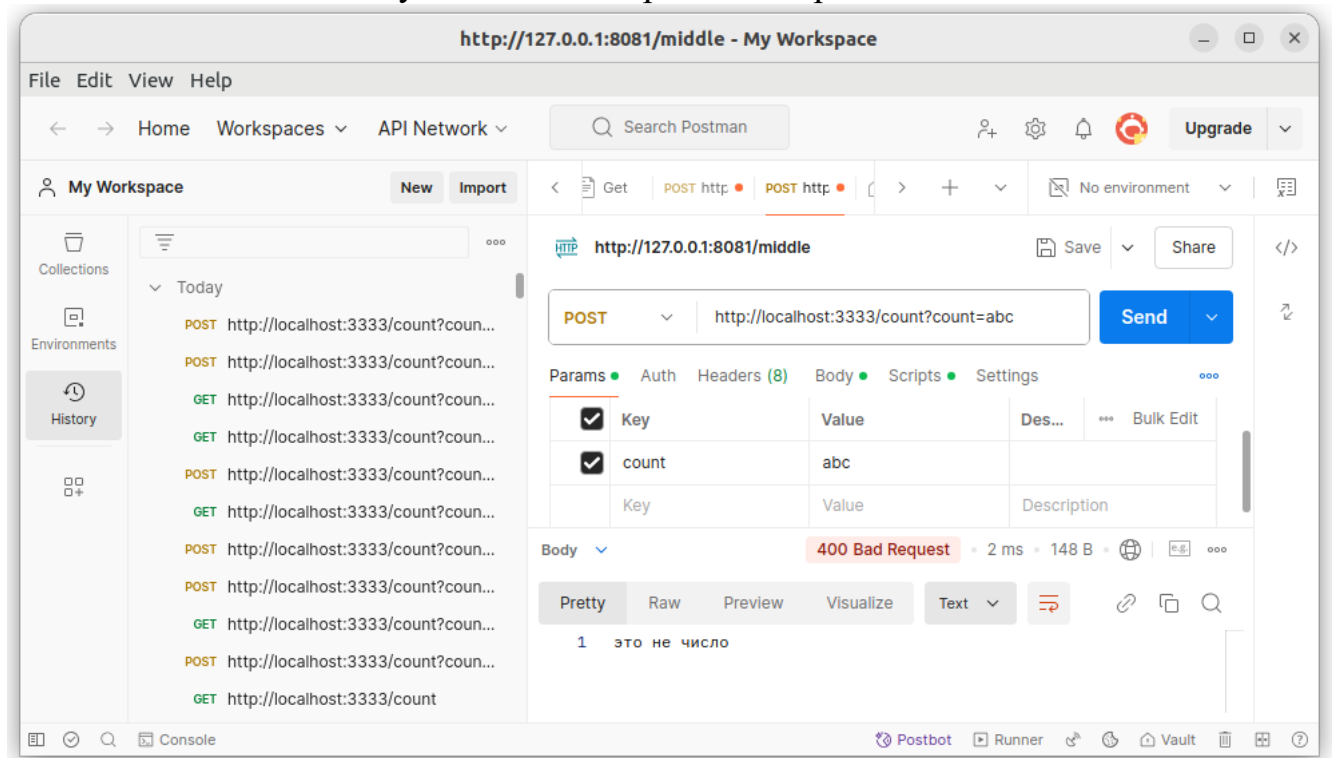 http://127.0.0.1:8081/middle - My Workspace
File Edit View Help
Home Workspaces API Network Search Postman Upgrade
My Workspace New Import Get POST http POST http No environment
Collections
Environments
History
Today
POST http://localhost:3333/count?coun...
POST http://localhost:3333/count?coun...
GET http://localhost:3333/count?coun...
GET http://localhost:3333/count?coun...
POST http://localhost:3333/count?coun...
GET http://localhost:3333/count?coun...
POST http://localhost:3333/count?coun...
POST http://localhost:3333/count?coun...
GET http://localhost:3333/count?coun...
POST http://localhost:3333/count?coun...
GET http://localhost:3333/count
HTTP http://127.0.0.1:8081/middle Save Share </>
POST http://localhost:3333/count?count=abc Send
Params Auth Headers (8) Body Scripts Settings
Key Value Des... Bulk Edit
count abc
Key Value Description
Body 400 Bad Request 2 ms 148 B e.g.
Pretty Raw Preview Visualize Text
1 это не число
Console Postbot Runner Vault